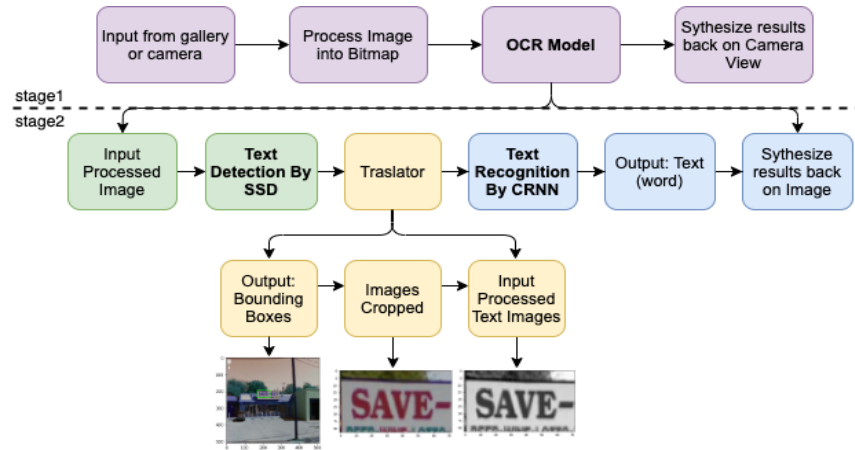 Input from gallery
or camera
Process Image
into Bitmap
OCR Model
Sythesize results
back on Camera
View
stage1
stage2
Input
Processed
Image
Text
Detection By
SSD
Traslator
Text
Recognition
By CRNN
Output: Text
(word)
Sythesize
results back
on Image
Output:
Bounding
Boxes
Images
Cropped
Input
Processed
Text Images
SAVE-
SAVE-